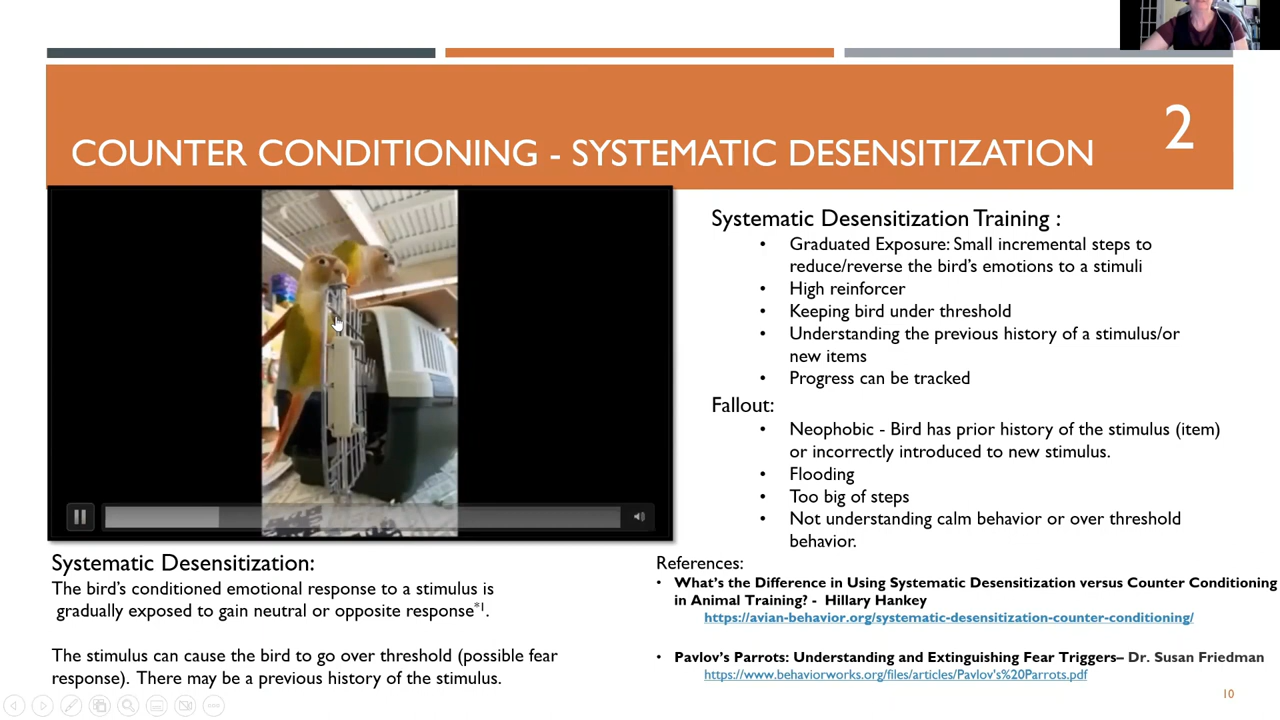 2
COUNTER CONDITIONING - SYSTEMATIC DESENSITIZATION
Systematic Desensitization Training :
• Graduated Exposure: Small incremental steps to
reduce/reverse the bird's emotions to a stimuli
• High reinforcer
• Keeping bird under threshold
• Understanding the previous history of a stimulus/or
new items
• Progress can be tracked
Fallout:
• Neophobic - Bird has prior history of the stimulus (item)
or incorrectly introduced to new stimulus.
• Flooding
• Too big of steps
• Not understanding calm behavior or over threshold
behavior.
Systematic Desensitization:
The bird's conditioned emotional response to a stimulus is
gradually exposed to gain neutral or opposite response*1.
The stimulus can cause the bird to go over threshold (possible fear
response). There may be a previous history of the stimulus.
References:
• What's the Difference in Using Systematic Desensitization versus Counter Conditioning
in Animal Training? - Hillary Hankey
https://avian-behavior.org/systematic-desensitization-counter-conditioning/
• Pavlov's Parrots: Understanding and Extinguishing Fear Triggers– Dr. Susan Friedman
https://www.behaviorworks.org/files/articles/Pavlov's%20Parrots.pdf
10